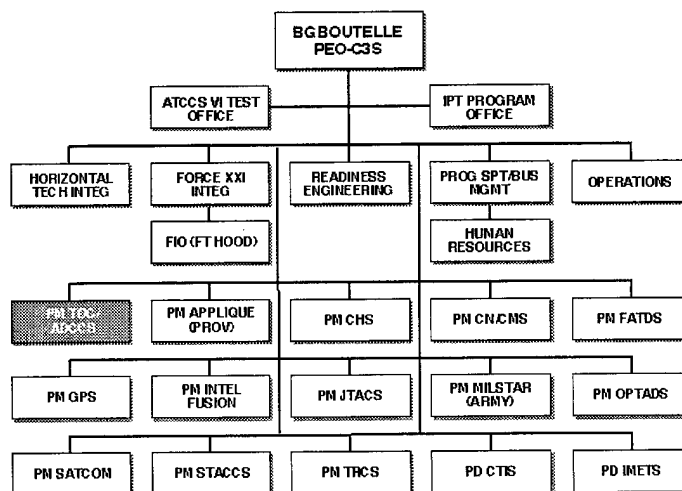 BG BOUTELLE
PEO-C3S
ATCCS VI TEST
OFFICE
IPT PROGRAM
OFFICE
HORIZONTAL
TECH INTEG
FORCE XXI
INTEG
READINESS
ENGINEERING
PROG SPT/BUS
MGMT
OPERATIONS
FIO (FT HOOD)
HUMAN
RESOURCES
PM TOC/
ADCCS
PM APPLIQUE
(PROV)
PM CHS
PM CN/CMS
PM FATDS
PM GPS
PM INTEL
FUSION
PM JTACS
PM MILSTAR
(ARMY)
PM OPTADS
PM SATCOM
PM STACCS
PM TRCS
PD CTIS
PD IMETS